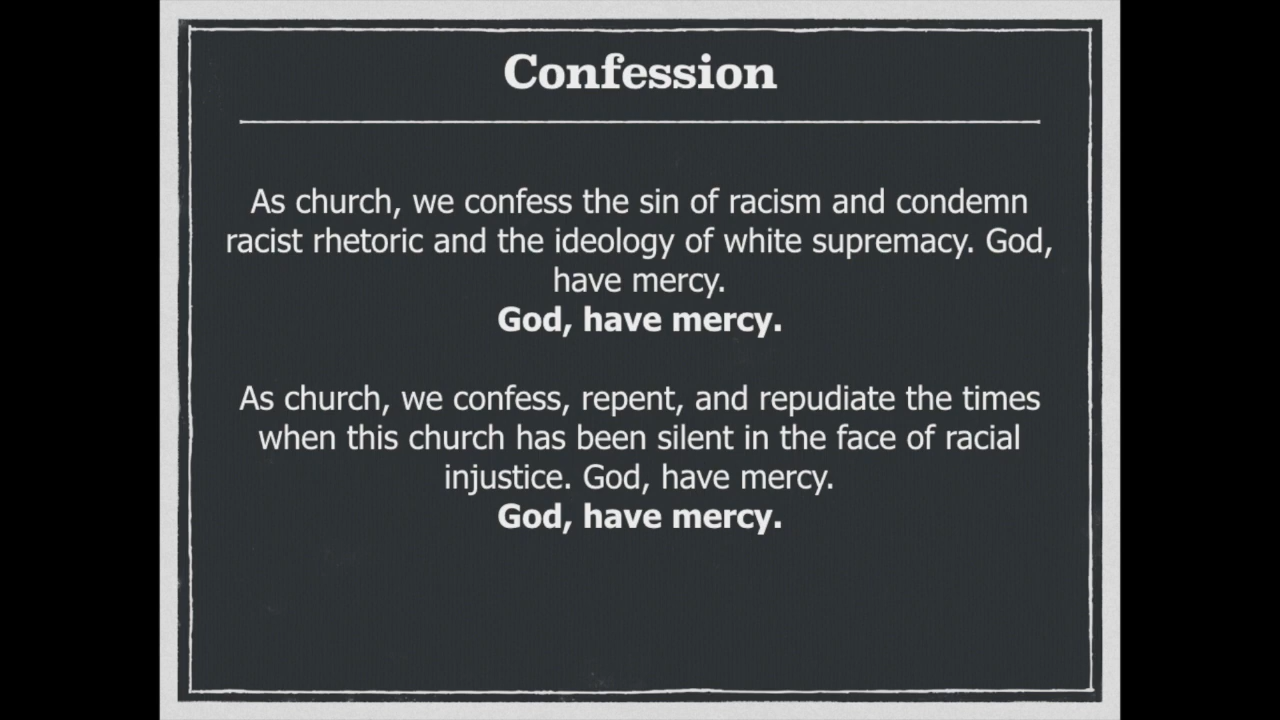 Confession
As church, we confess the sin of racism and condemn
racist rhetoric and the ideology of white supremacy. God,
have mercy.
God, have mercy.
As church, we confess, repent, and repudiate the times
when this church has been silent in the face of racial
injustice. God, have mercy.
God, have mercy.